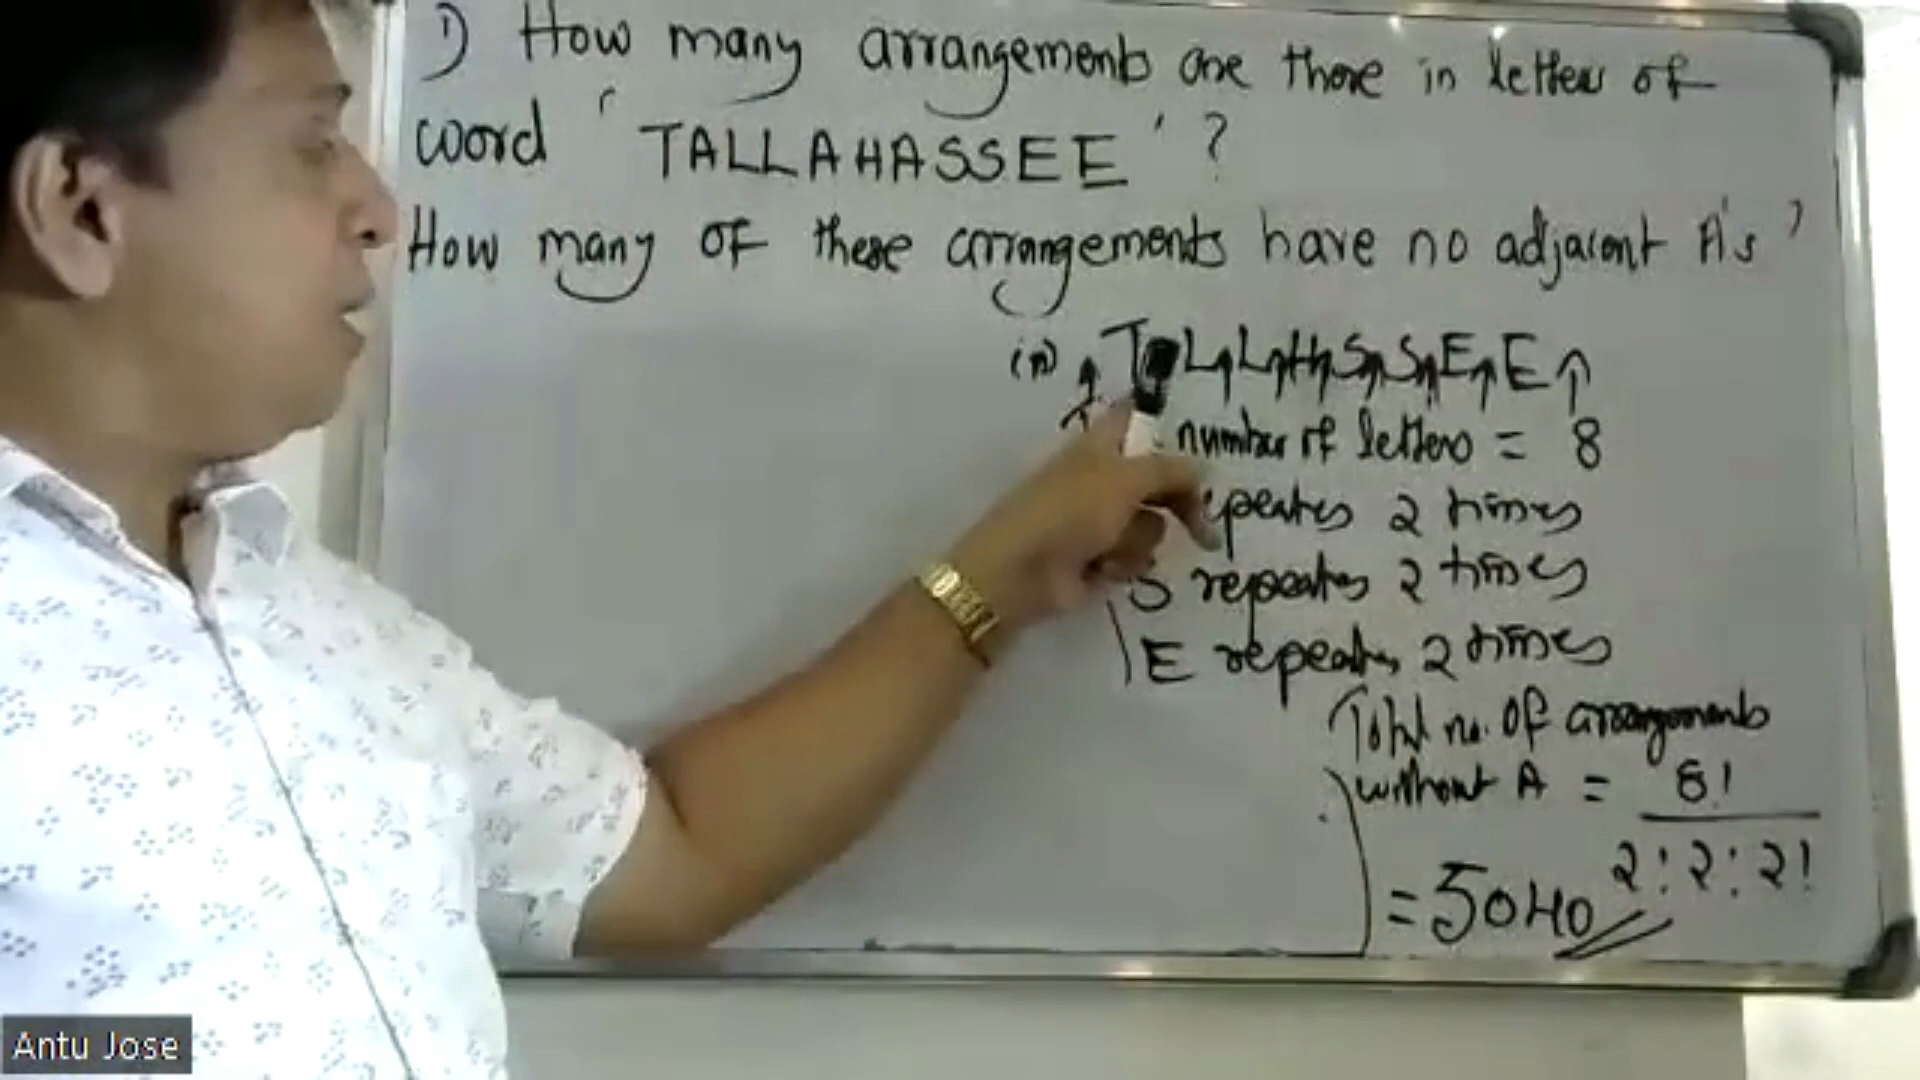 1) How many arrangements are there in letters of
word 'TALLAHASSEE'?
How many of these arrangements have no adjacent A's?
(ii) T L L H S S E E
number of letters = 8
repeats 2 times
S repeats 2 times
E repeats 2 times
Total no. of arrangements
without A = 8!
2! 2! 2!
= 5040
Antu Jose